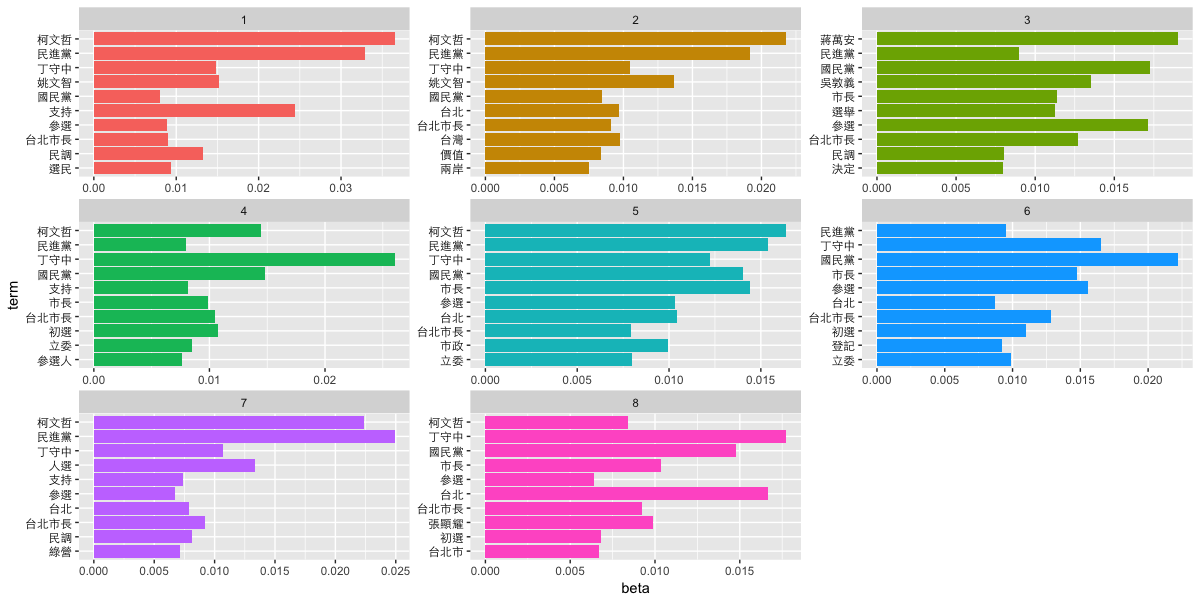 1
柯文哲
民進黨
丁守中
姚文智
國民黨
支持
參選
台北市長
民調
選民
0.00 0.01 0.02 0.03
2
柯文哲
民進黨
丁守中
姚文智
國民黨
台北
台北市長
台灣
價值
兩岸
0.000 0.005 0.010 0.015 0.020
3
蔣萬安
民進黨
國民黨
吳敦義
市長
選舉
參選
台北市長
民調
決定
0.000 0.005 0.010 0.015
term
4
柯文哲
民進黨
丁守中
國民黨
支持
市長
台北市長
初選
立委
參選人
0.00 0.01 0.02
5
柯文哲
民進黨
丁守中
國民黨
市長
參選
台北
台北市長
市政
立委
0.000 0.005 0.010 0.015
6
民進黨
丁守中
國民黨
市長
參選
台北
台北市長
初選
登記
立委
0.000 0.005 0.010 0.015 0.020
7
柯文哲
民進黨
丁守中
人選
支持
參選
台北
台北市長
民調
綠營
0.000 0.005 0.010 0.015 0.020 0.025
8
柯文哲
丁守中
國民黨
市長
參選
台北
台北市長
張顯耀
初選
台北市
0.000 0.005 0.010 0.015
beta